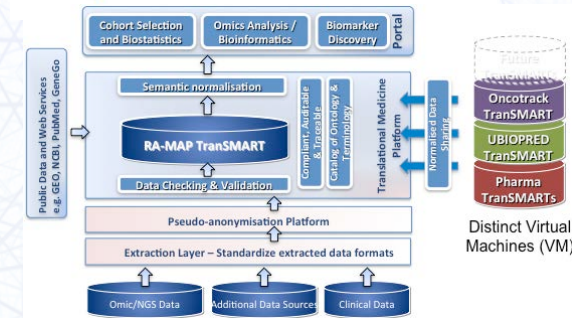 Cohort Selection
and Biostatistics
Omics Analysis /
Bioinformatics
Biomarker
Discovery
Portal
Public Data and Web Services
e.g. GEO, NCBI, PubMed, GeneGo
Semantic normalisation
RA-MAP TranSMART
Data Checking & Validation
Compliant, Auditable
& Traceable
Catalog of Ontology &
Terminology
Translational Medicine
Platform
Normalised Data
Sharing
Future
TranSMARTs
Oncotrack
TranSMART
UBIOPRED
TranSMART
Pharma
TranSMARTs
Distinct Virtual
Machines (VM)
Pseudo-anonymisation Platform
Extraction Layer – Standardize extracted data formats
Omic/NGS Data
Additional Data Sources
Clinical Data